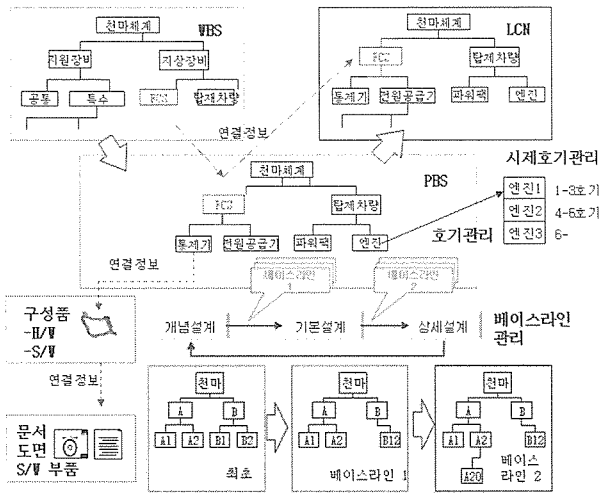 WBS
천마체계
지원장비 지상장비
공통 특수 탑재차량
LCN
천마체계
탑재차량
통계기 전원공급기 파워팩 엔진
연결정보
PBS
천마체계
탑재차량
통계기 전원공급기 파워팩 엔진
시제호기관리
엔진1 1-3호기
엔진2 4-6호기
엔진3 6-
호기관리
연결정보
베이스라인
1
베이스라인
2
구성품
-H/W
-S/W
개념설계 기본설계 상세설계
베이스라인
관리
연결정보
문서
도면
S/W 부품
천마
A B
A1 A2 B1 B2
최초
천마
A B
A1 A2 B12
베이스라인 1
천마
A B
A1 A2 B12
A20
베이스
라인 2